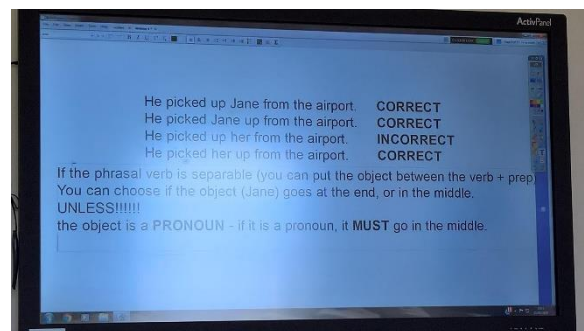 ActivPanel
He picked up Jane from the airport. CORRECT
He picked Jane up from the airport. CORRECT
He picked up her from the airport. INCORRECT
He picked her up from the airport. CORRECT
If the phrasal verb is separable (you can put the object between the verb + prep)
You can choose if the object (Jane) goes at the end, or in the middle.
UNLESS!!!!!!
the object is a PRONOUN - if it is a pronoun, it MUST go in the middle.